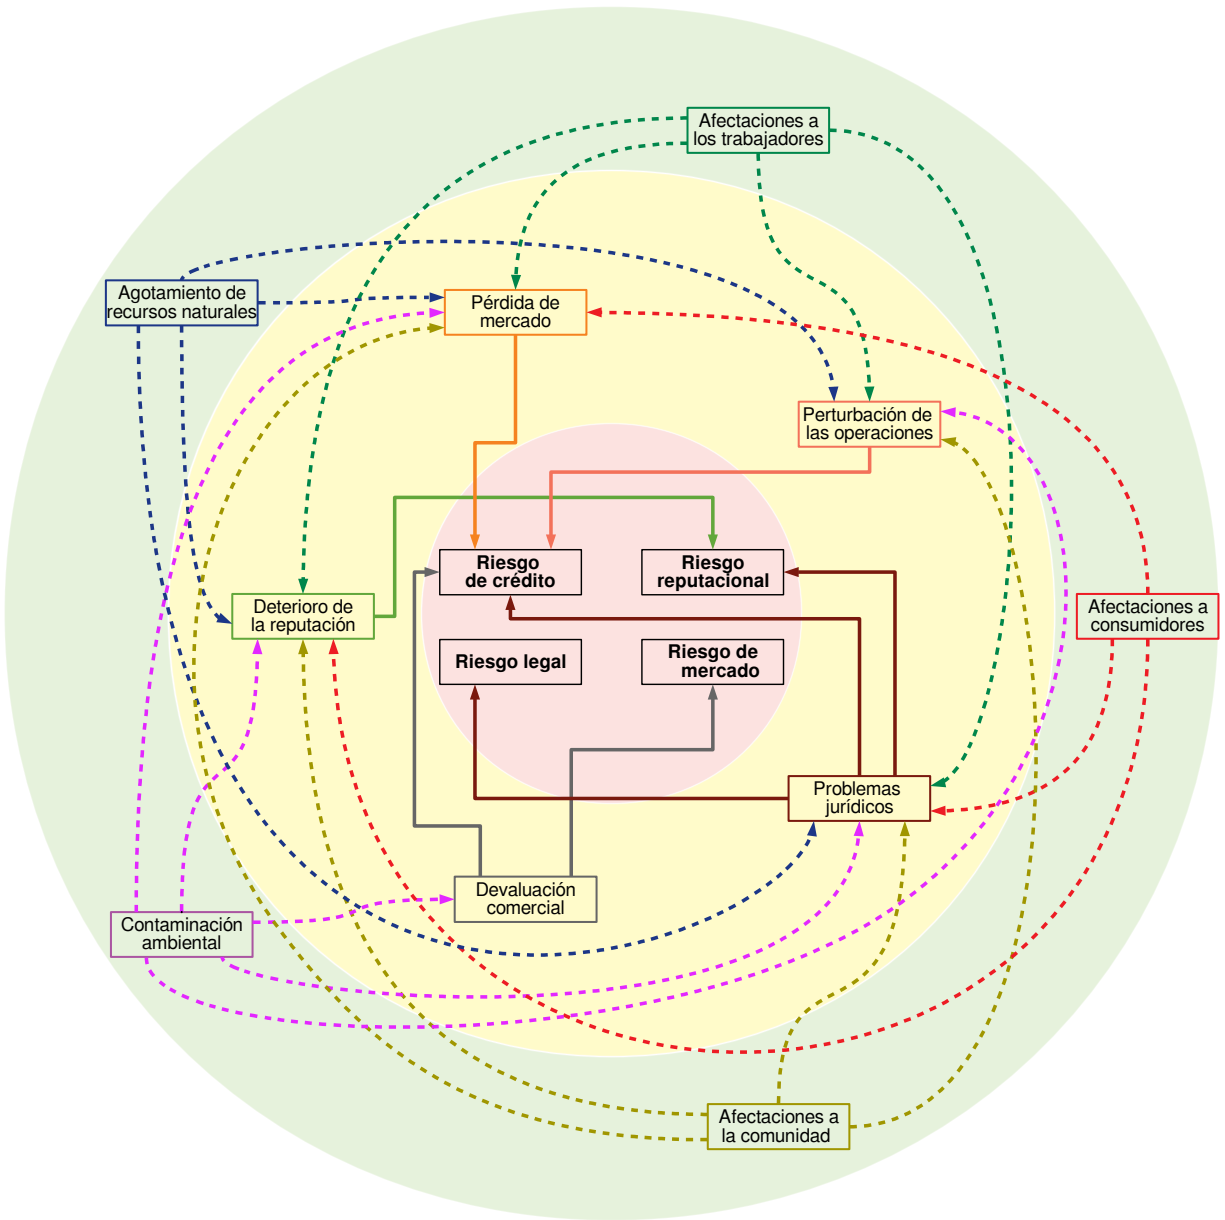 Afectaciones a
los trabajadores
Agotamiento de
recursos naturales
Pérdida de
mercado
Perturbación de
las operaciones
Riesgo
de crédito
Riesgo
reputacional
Deterioro de
la reputación
Afectaciones a
consumidores
Riesgo legal
Riesgo de
mercado
Problemas
jurídicos
Devaluación
comercial
Contaminación
ambiental
Afectaciones a
la comunidad